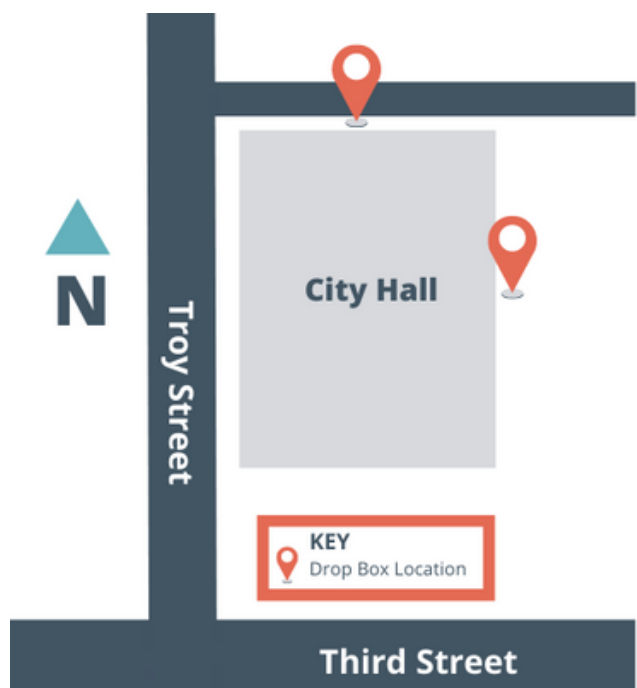 City Hall
N
Troy Street
KEY
Drop Box Location
Third Street